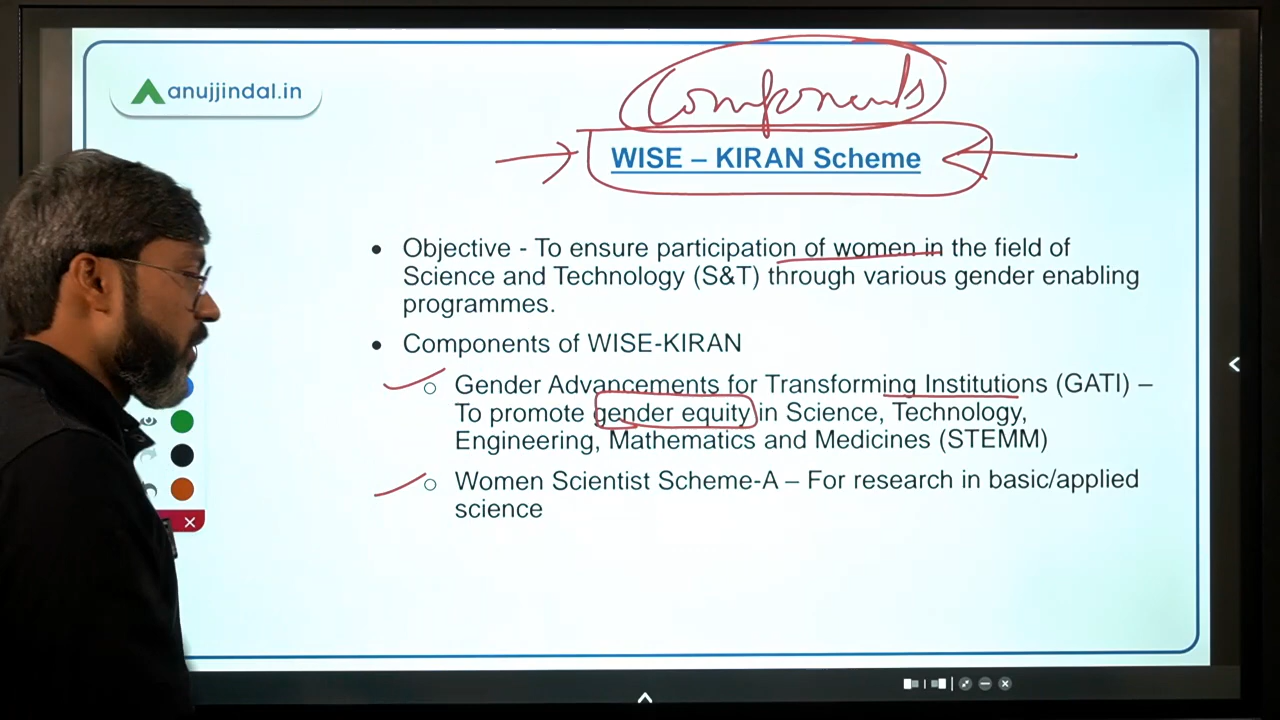 anujjindal.in
Components
WISE – KIRAN Scheme
• Objective - To ensure participation of women in the field of
Science and Technology (S&T) through various gender enabling
programmes.
• Components of WISE-KIRAN
○ Gender Advancements for Transforming Institutions (GATI) –
To promote gender equity in Science, Technology,
Engineering, Mathematics and Medicines (STEMM)
○ Women Scientist Scheme-A – For research in basic/applied
science